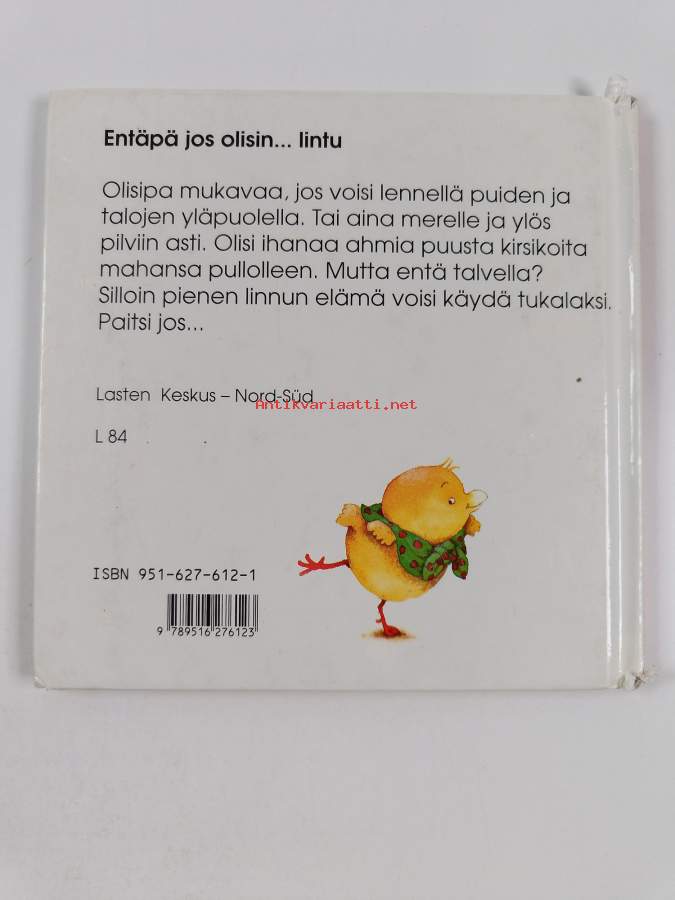 Entäpä jos olisin... lintu
Olisipa mukavaa, jos voisi lennellä puiden ja
talojen yläpuolella. Tai aina merelle ja ylös
pilviin asti. Olisi ihanaa ahmia puusta kirsikoita
mahansa pullolleen. Mutta entä talvella?
Silloin pienen linnun elämä voisi käydä tukalaksi.
Paitsi jos...
Lasten Keskus – Nord-Süd
Antikvariaatti.net
L 84
ISBN 951-627-612-1
9 789516 276123